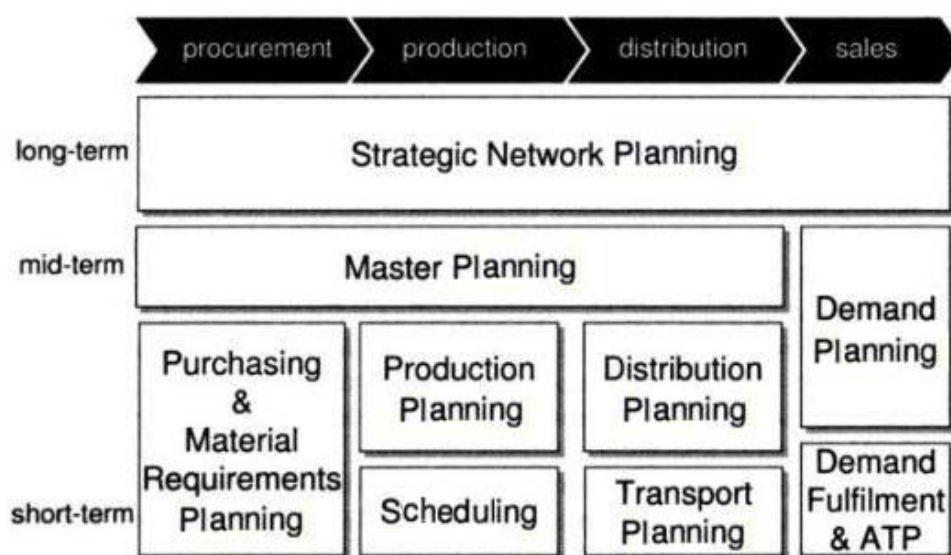 procurement
production
distribution
sales
long-term
Strategic Network Planning
mid-term
Master Planning
Demand
Planning
Purchasing
&
Material
Requirements
Planning
Production
Planning
Distribution
Planning
short-term
Scheduling
Transport
Planning
Demand
Fulfilment
& ATP